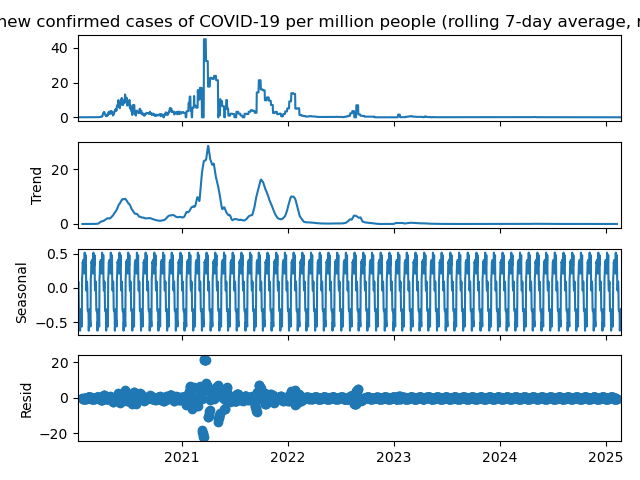 new confirmed cases of COVID-19 per million people (rolling 7-day average,
40
20
0
Trend
20
0
Seasonal
0.5
0.0
−0.5
Resid
20
0
−20
2021 2022 2023 2024 2025